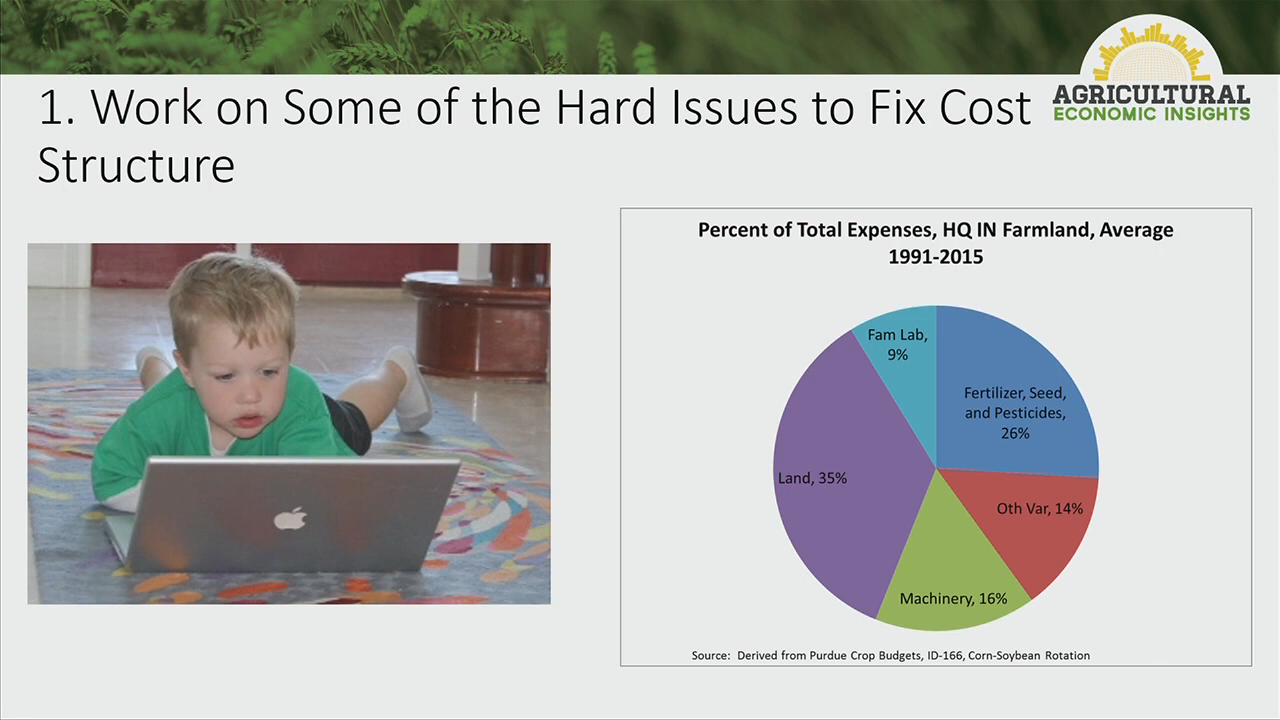 AGRICULTURAL
ECONOMIC INSIGHTS
1. Work on Some of the Hard Issues to Fix Cost
Structure
Percent of Total Expenses, HQ IN Farmland, Average
1991-2015
Fam Lab,
9%
Fertilizer, Seed,
and Pesticides,
26%
Land, 35%
Oth Var, 14%
Machinery, 16%
Source: Derived from Purdue Crop Budgets, ID-166, Corn-Soybean Rotation